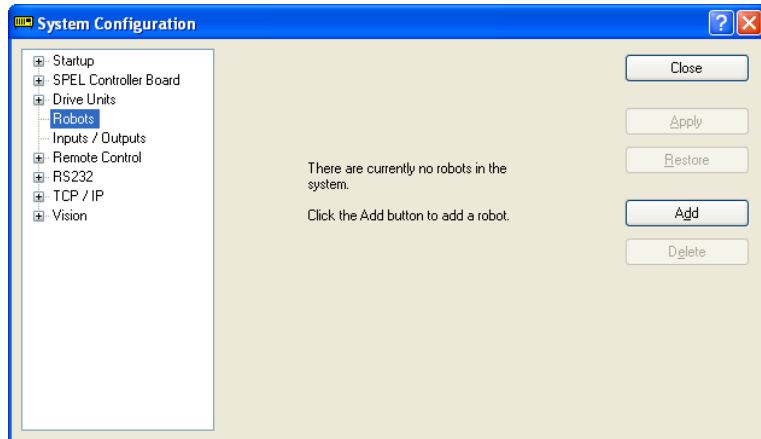 System Configuration
Startup
SPEL Controller Board
Drive Units
Robots
Inputs / Outputs
Remote Control
RS232
TCP / IP
Vision
There are currently no robots in the
system.
Click the Add button to add a robot.
Close
Apply
Restore
Add
Delete